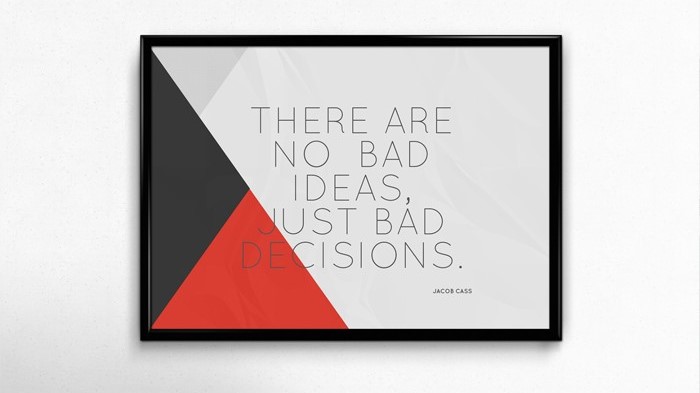 THERE ARE
NO BAD
IDEAS,
JUST BAD
DECISIONS.
JACOB CASS